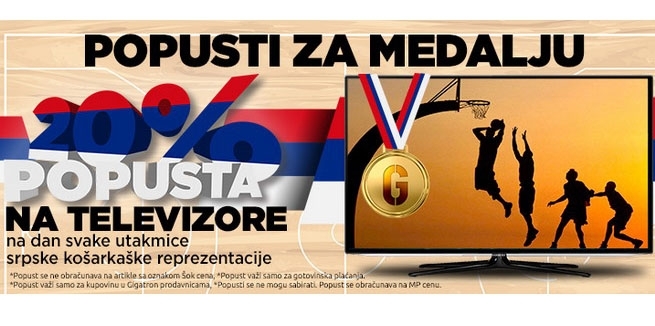 POPUSTI ZA MEDALJU
20%
POPUSTA
NA TELEVIZORE
na dan svake utakmice
srpske košarkaške reprezentacije
*Popust se ne obračunava na artikle sa oznakom Šok cena, *Popust važi samo za gotovinska plaćanja.
*Popust važi samo za kupovinu u Gigatron prodavnicama, *Popusti se ne mogu sabirati. Popust se obračunava na MP cenu.
G